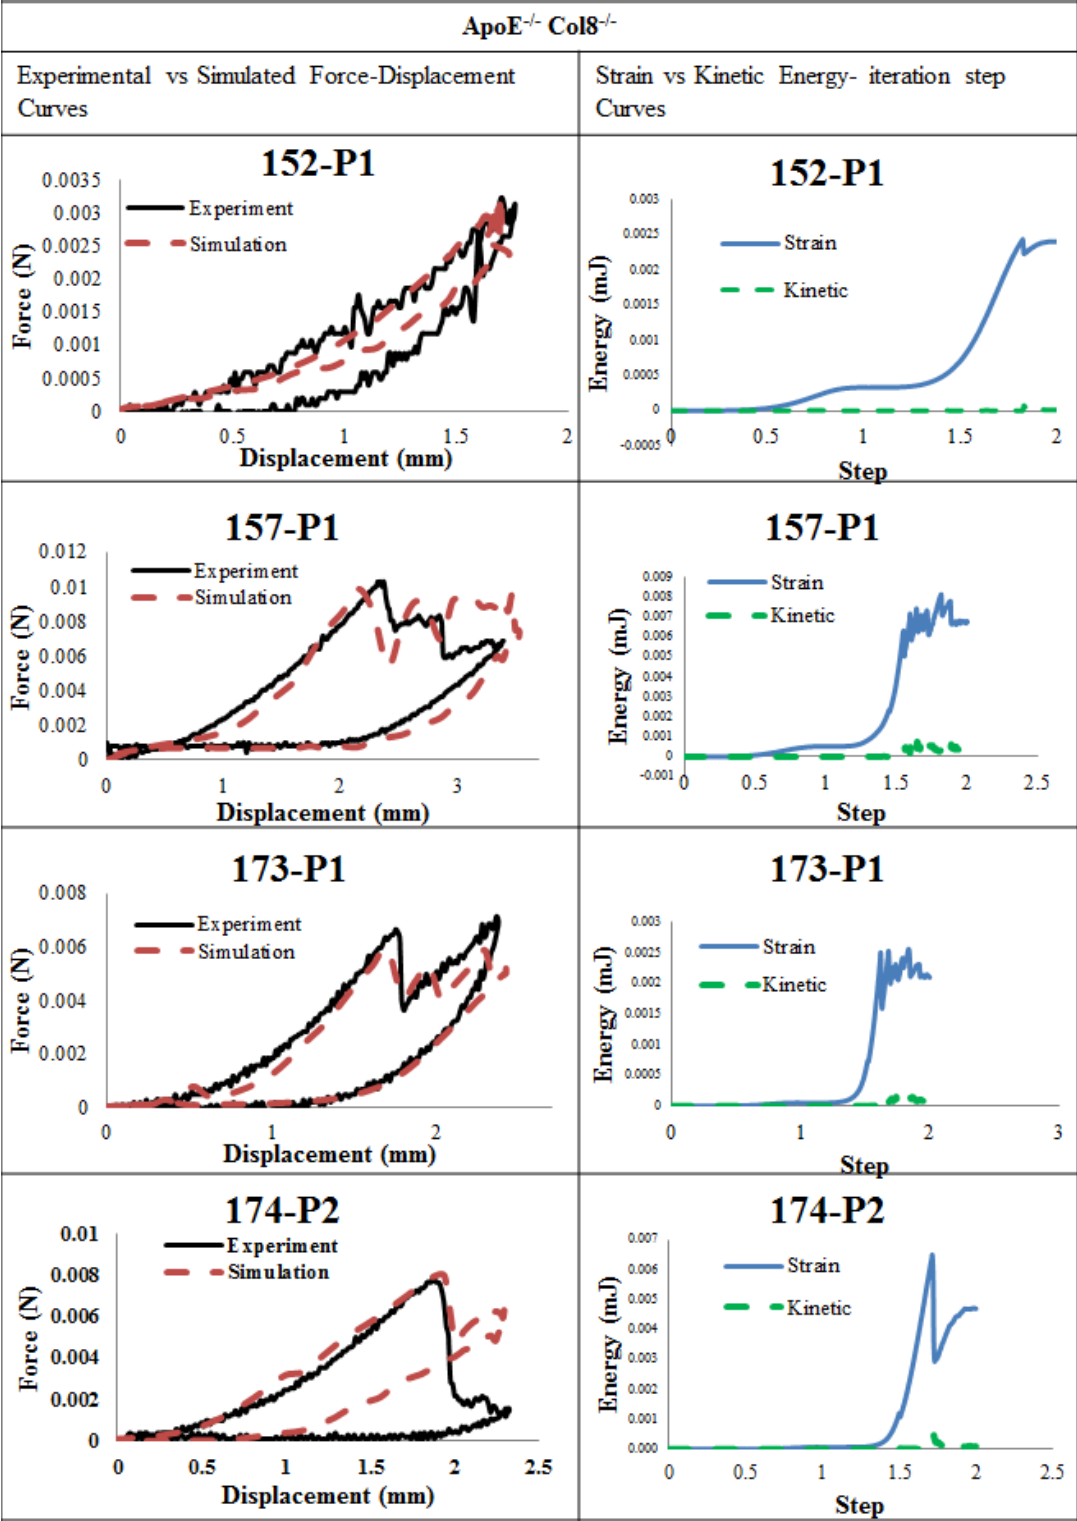 ApoE-/- Col8-/-
Experimental vs Simulated Force-Displacement
Curves
Strain vs Kinetic Energy- iteration step
Curves
152-P1
Experiment
Simulation
Force (N)
0.0035
0.003
0.0025
0.002
0.0015
0.001
0.0005
0
0 0.5 1 1.5 2
Displacement (mm)
152-P1
Strain
Kinetic
Energy (mJ)
0.003
0.0025
0.002
0.0015
0.001
0.0005
0
-0.0005
0 0.5 1 1.5 2
Step
157-P1
Experiment
Simulation
Force (N)
0.012
0.01
0.008
0.006
0.004
0.002
0
0 1 2 3
Displacement (mm)
157-P1
Strain
Kinetic
Energy (mJ)
0.009
0.008
0.007
0.006
0.005
0.004
0.003
0.002
0.001
0
-0.001
0 0.5 1 1.5 2 2.5
Step
173-P1
Experiment
Simulation
Force (N)
0.008
0.006
0.004
0.002
0
0 1 2
Displacement (mm)
173-P1
Strain
Kinetic
Energy (mJ)
0.003
0.0025
0.002
0.0015
0.001
0.0005
0
0 1 2 3
Step
174-P2
Experiment
Simulation
Force (N)
0.01
0.008
0.006
0.004
0.002
0
0 0.5 1 1.5 2 2.5
Displacement (mm)
174-P2
Strain
Kinetic
Energy (mJ)
0.007
0.006
0.005
0.004
0.003
0.002
0.001
0.000
0 0.5 1 1.5 2 2.5
Step